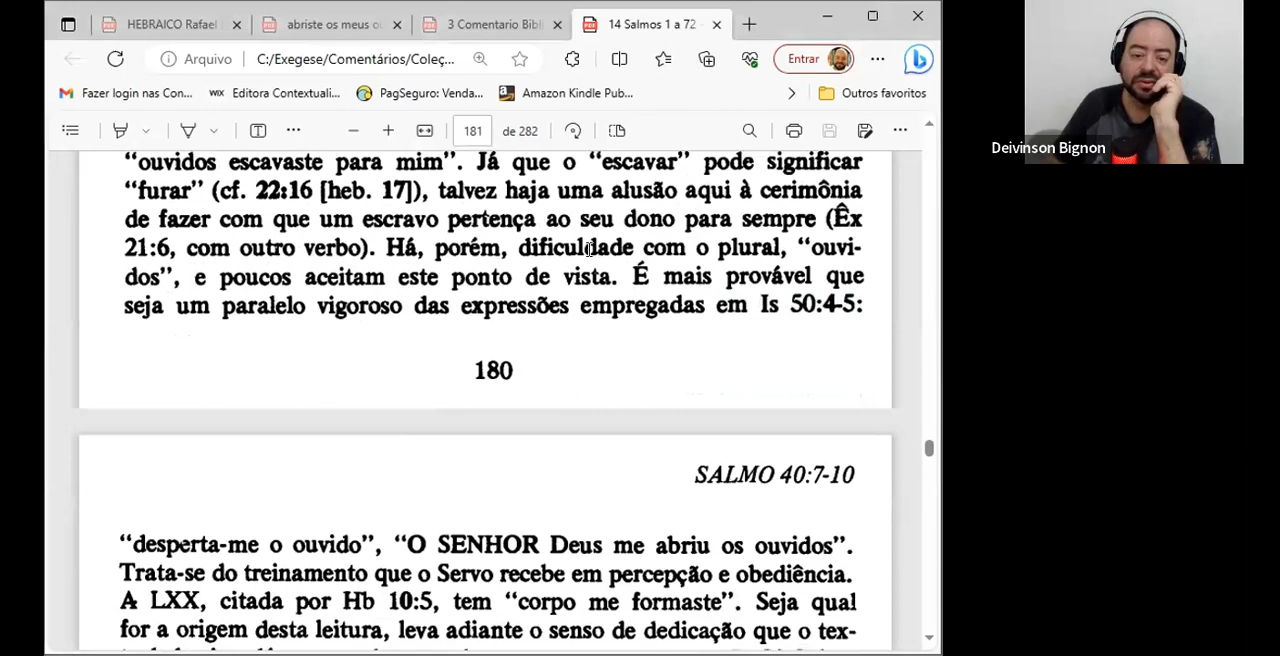 HEBRAICO Rafael
abriste os meus o
3 Comentario Bibl
14 Salmos 1 a 72
Arquivo
C:/Exegese/Comentários/Coleç...
Entrar
Fazer login nas Con...
WiX
Editora Contextuali...
PagSeguro: Venda...
Amazon Kindle Pub...
Outros favoritos
181 de 282
Deivinson Bignon
“ouvidos escavaste para mim”. Já que o “escavar” pode significar
“furar” (cf. 22:16 [heb. 17]), talvez haja uma alusão aqui à cerimônia
de fazer com que um escravo pertença ao seu dono para sempre (Êx
21:6, com outro verbo). Há, porém, dificuldade com o plural, “ouvi-
dos”, e poucos aceitam este ponto de vista. É mais provável que
seja um paralelo vigoroso das expressões empregadas em Is 50:4-5:
180
SALMO 40:7-10
“desperta-me o ouvido”, “O SENHOR Deus me abriu os ouvidos”.
Trata-se do treinamento que o Servo recebe em percepção e obediência.
A LXX, citada por Hb 10:5, tem “corpo me formaste”. Seja qual
for a origem desta leitura, leva adiante o senso de dedicação que o tex-